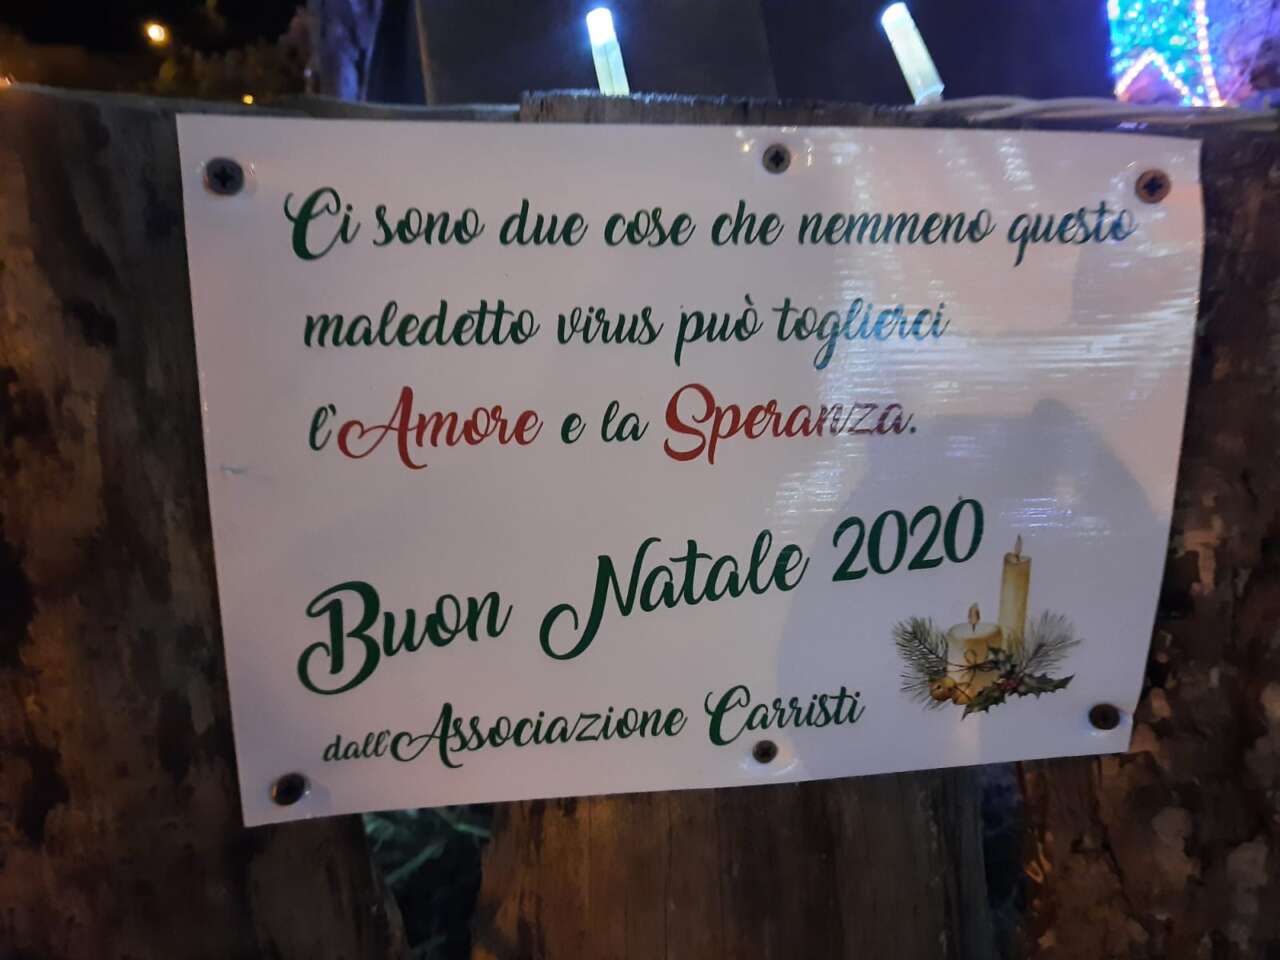 Ci sono due cose che nemmeno questo
maledetto virus può toglierci
l'Amore e la Speranza.
Buon Natale 2020
dall'Associazione Carristi